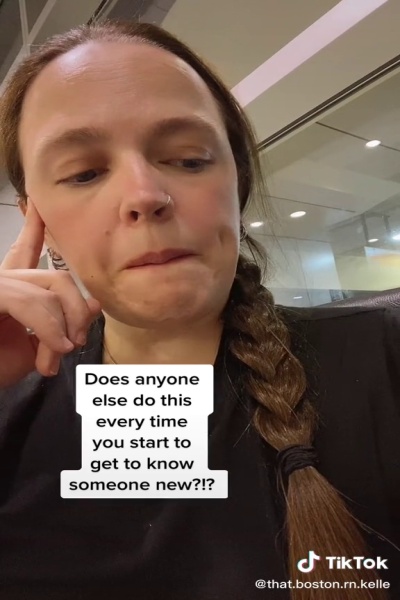 Does anyone
else do this
every time
you start to
get to know
someone new?!?
TikTok
@that.boston.rn.kelle